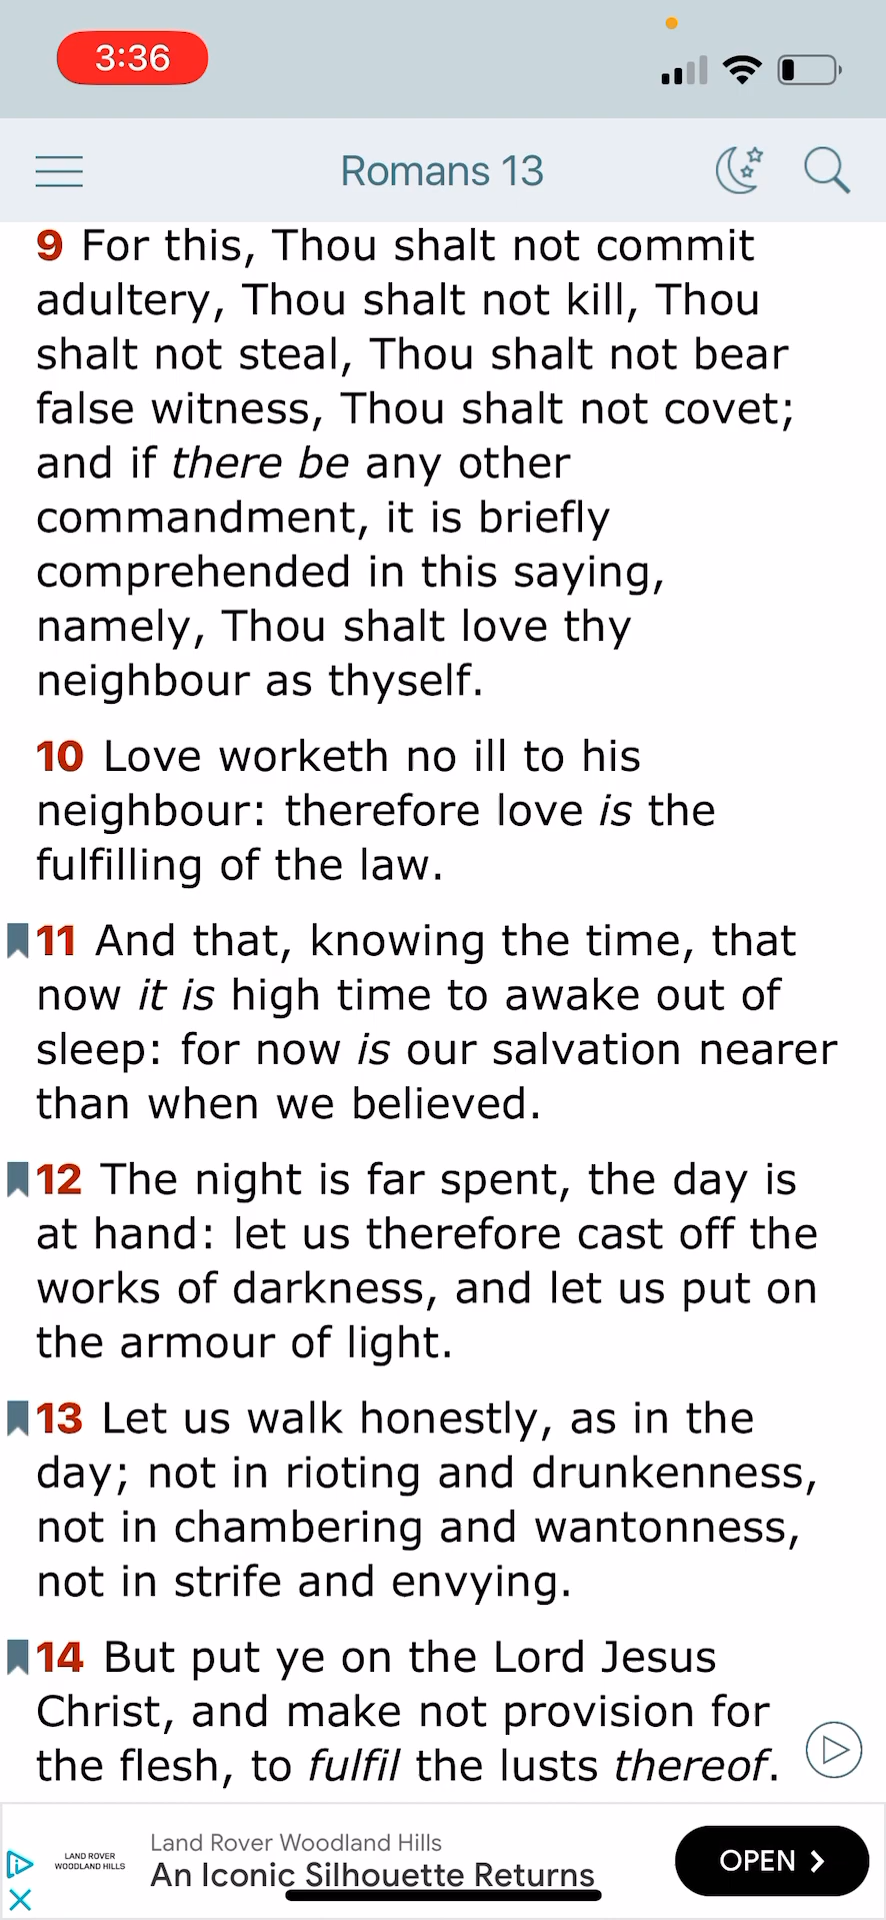 3:36
Romans 13
9 For this, Thou shalt not commit
adultery, Thou shalt not kill, Thou
shalt not steal, Thou shalt not bear
false witness, Thou shalt not covet;
and if there be any other
commandment, it is briefly
comprehended in this saying,
namely, Thou shalt love thy
neighbour as thyself.
10 Love worketh no ill to his
neighbour: therefore love is the
fulfilling of the law.
11 And that, knowing the time, that
now it is high time to awake out of
sleep: for now is our salvation nearer
than when we believed.
12 The night is far spent, the day is
at hand: let us therefore cast off the
works of darkness, and let us put on
the armour of light.
13 Let us walk honestly, as in the
day; not in rioting and drunkenness,
not in chambering and wantonness,
not in strife and envying.
14 But put ye on the Lord Jesus
Christ, and make not provision for
the flesh, to fulfil the lusts thereof.
LAND ROVER
WOODLAND HILLS
Land Rover Woodland Hills
An Iconic Silhouette Returns
OPEN